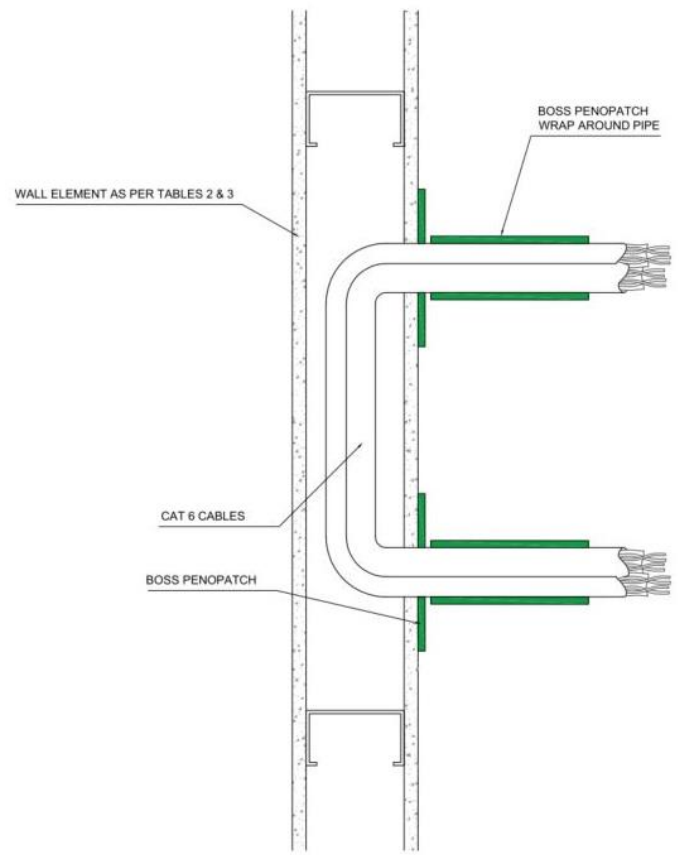 BOSS PENOPATCH
WRAP AROUND PIPE
WALL ELEMENT AS PER TABLES 2 & 3
CAT 6 CABLES
BOSS PENOPATCH